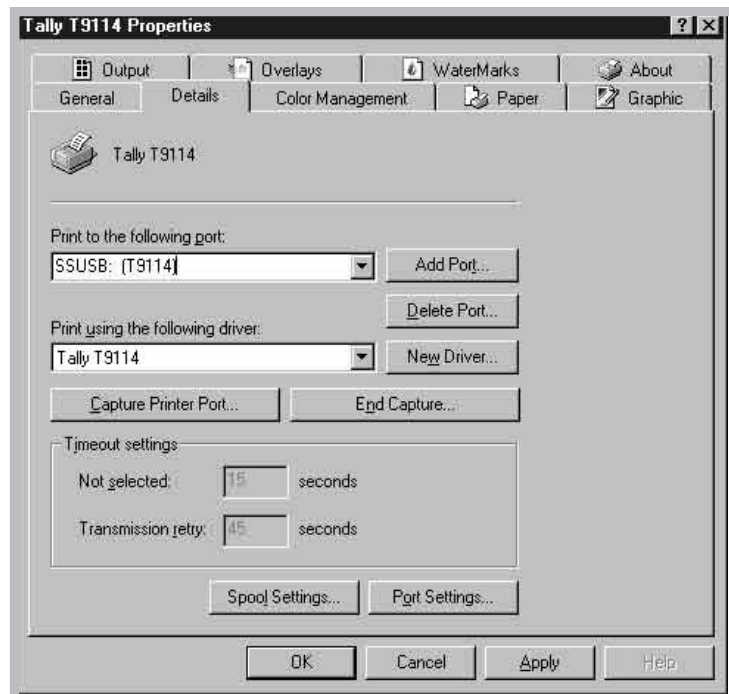 Tally T9114 Properties
Output Overlays WaterMarks About
General Details Color Management Paper Graphic
Tally T9114
Print to the following port:
SSUSB: (T9114) Add Port...
Delete Port...
Print using the following driver:
Tally T9114 New Driver...
Capture Printer Port... End Capture...
Timeout settings
Not selected: 15 seconds
Transmission retry: 45 seconds
Spool Settings... Port Settings...
OK Cancel Apply Help